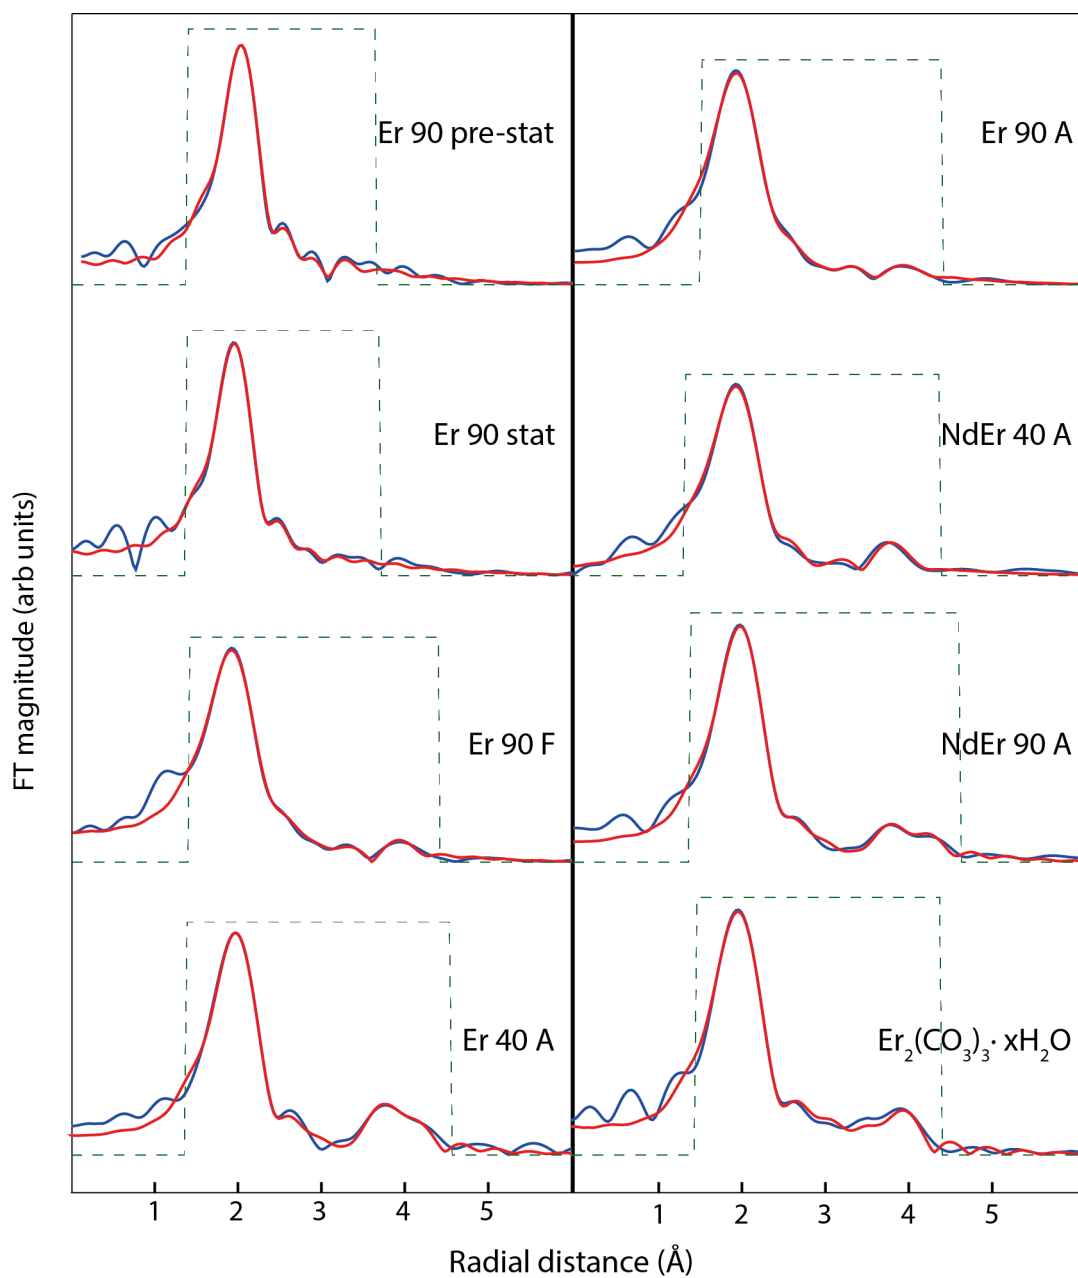 Er 90 pre-stat
Er 90 A
Er 90 stat
NdEr 40 A
Er 90 F
NdEr 90 A
Er 40 A
Er₂(CO₃)₃· xH₂O
FT magnitude (arb units)
1 2 3 4 5
1 2 3 4 5
Radial distance (Å)